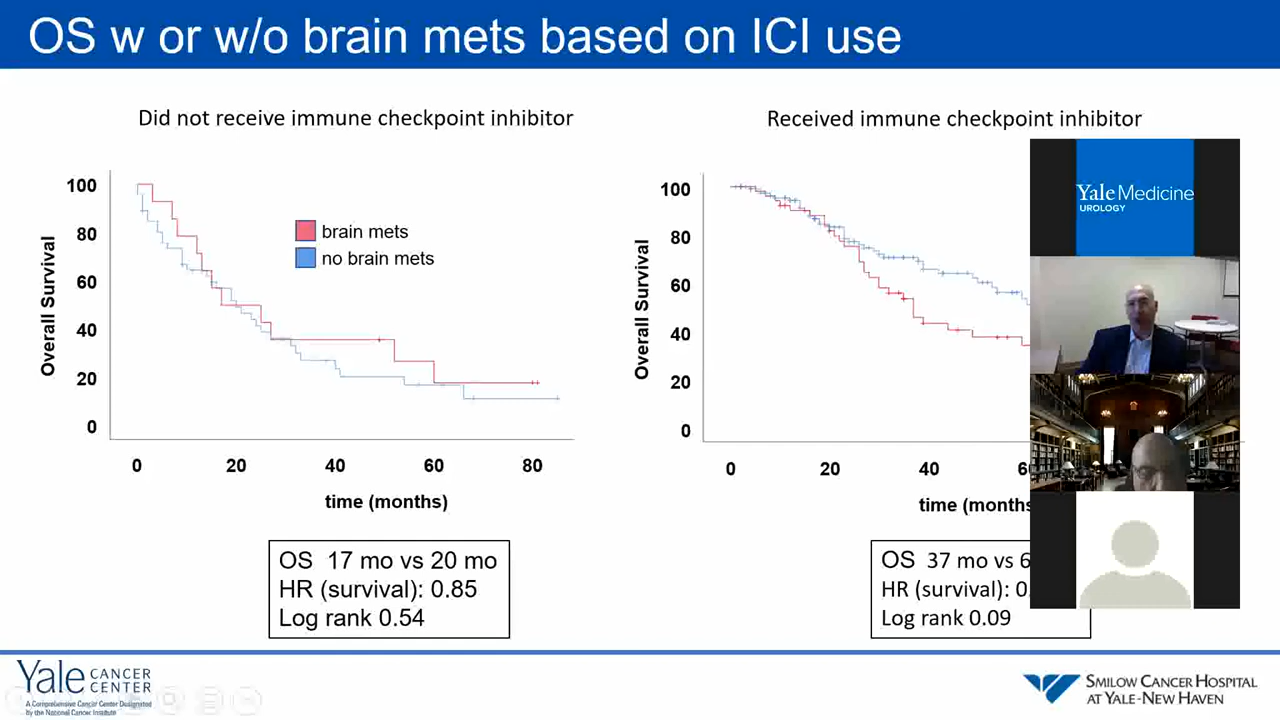 OS w or w/o brain mets based on ICI use
Did not receive immune checkpoint inhibitor
100
80
60
40
20
0
Overall Survival
brain mets
no brain mets
0 20 40 60 80
time (months)
OS 17 mo vs 20 mo
HR (survival): 0.85
Log rank 0.54
Received immune checkpoint inhibitor
100
80
60
40
20
0
Overall Survival
0 20 40
time (months
OS 37 mo vs 6
HR (survival): 0.
Log rank 0.09
Yale Medicine
UROLOGY
Yale CANCER
CENTER
A Comprehensive Cancer Center Designated
by the National Cancer Institute
SMILOW CANCER HOSPITAL
AT YALE-NEW HAVEN